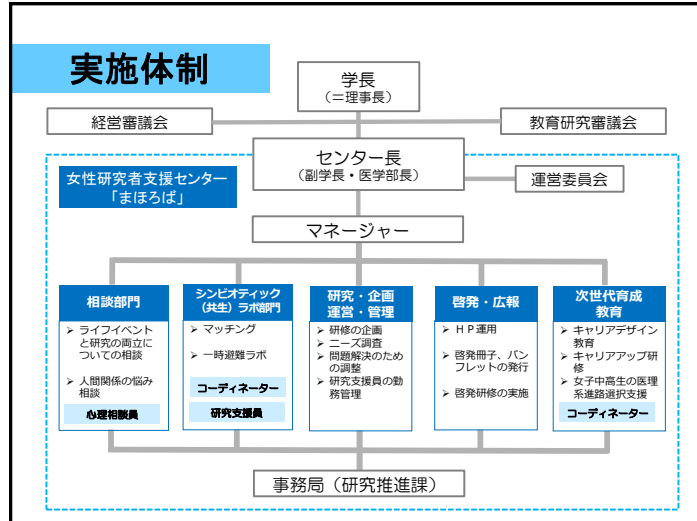 実施体制
学長
（＝理事長）
経営審議会
教育研究審議会
センター長
（副学長・医学部長）
女性研究者支援センター
「まほろば」
運営委員会
マネージャー
相談部門
➢ ライフイベント
と研究の両立に
ついての相談
➢ 人間関係の悩み
相談
心理相談員
シンビオティック
（共生）ラボ部門
➢ マッチング
➢ 一時避難ラボ
コーディネーター
研究支援員
研究・企画
運営・管理
➢ 研修の企画
➢ ニーズ調査
➢ 問題解決のため
の調整
➢ 研究支援員の勤
務管理
啓発・広報
➢ ＨＰ運用
➢ 啓発冊子、パン
フレットの発行
➢ 啓発研修の実施
次世代育成
教育
➢ キャリアデザイン
教育
➢ キャリアアップ研
修
➢ 女子中高生の医理
系進路選択支援
コーディネーター
事務局（研究推進課）